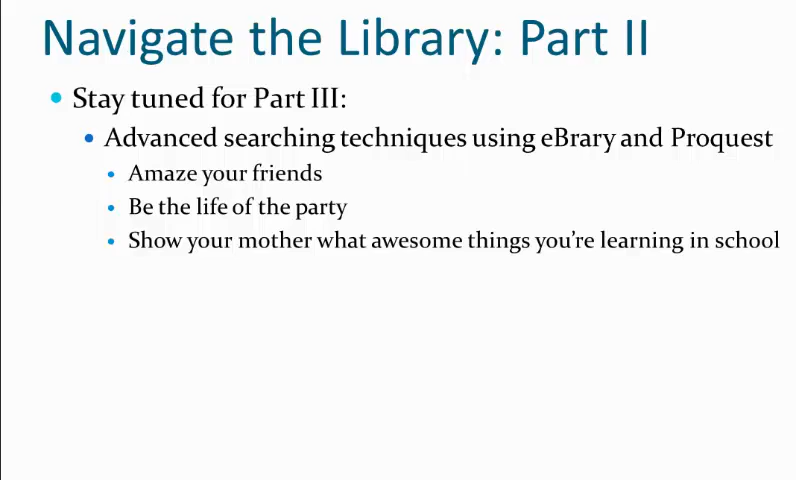 Navigate the Library: Part II
Stay tuned for Part III:
Advanced searching techniques using eBrary and Proquest
Amaze your friends
Be the life of the party
Show your mother what awesome things you're learning in school